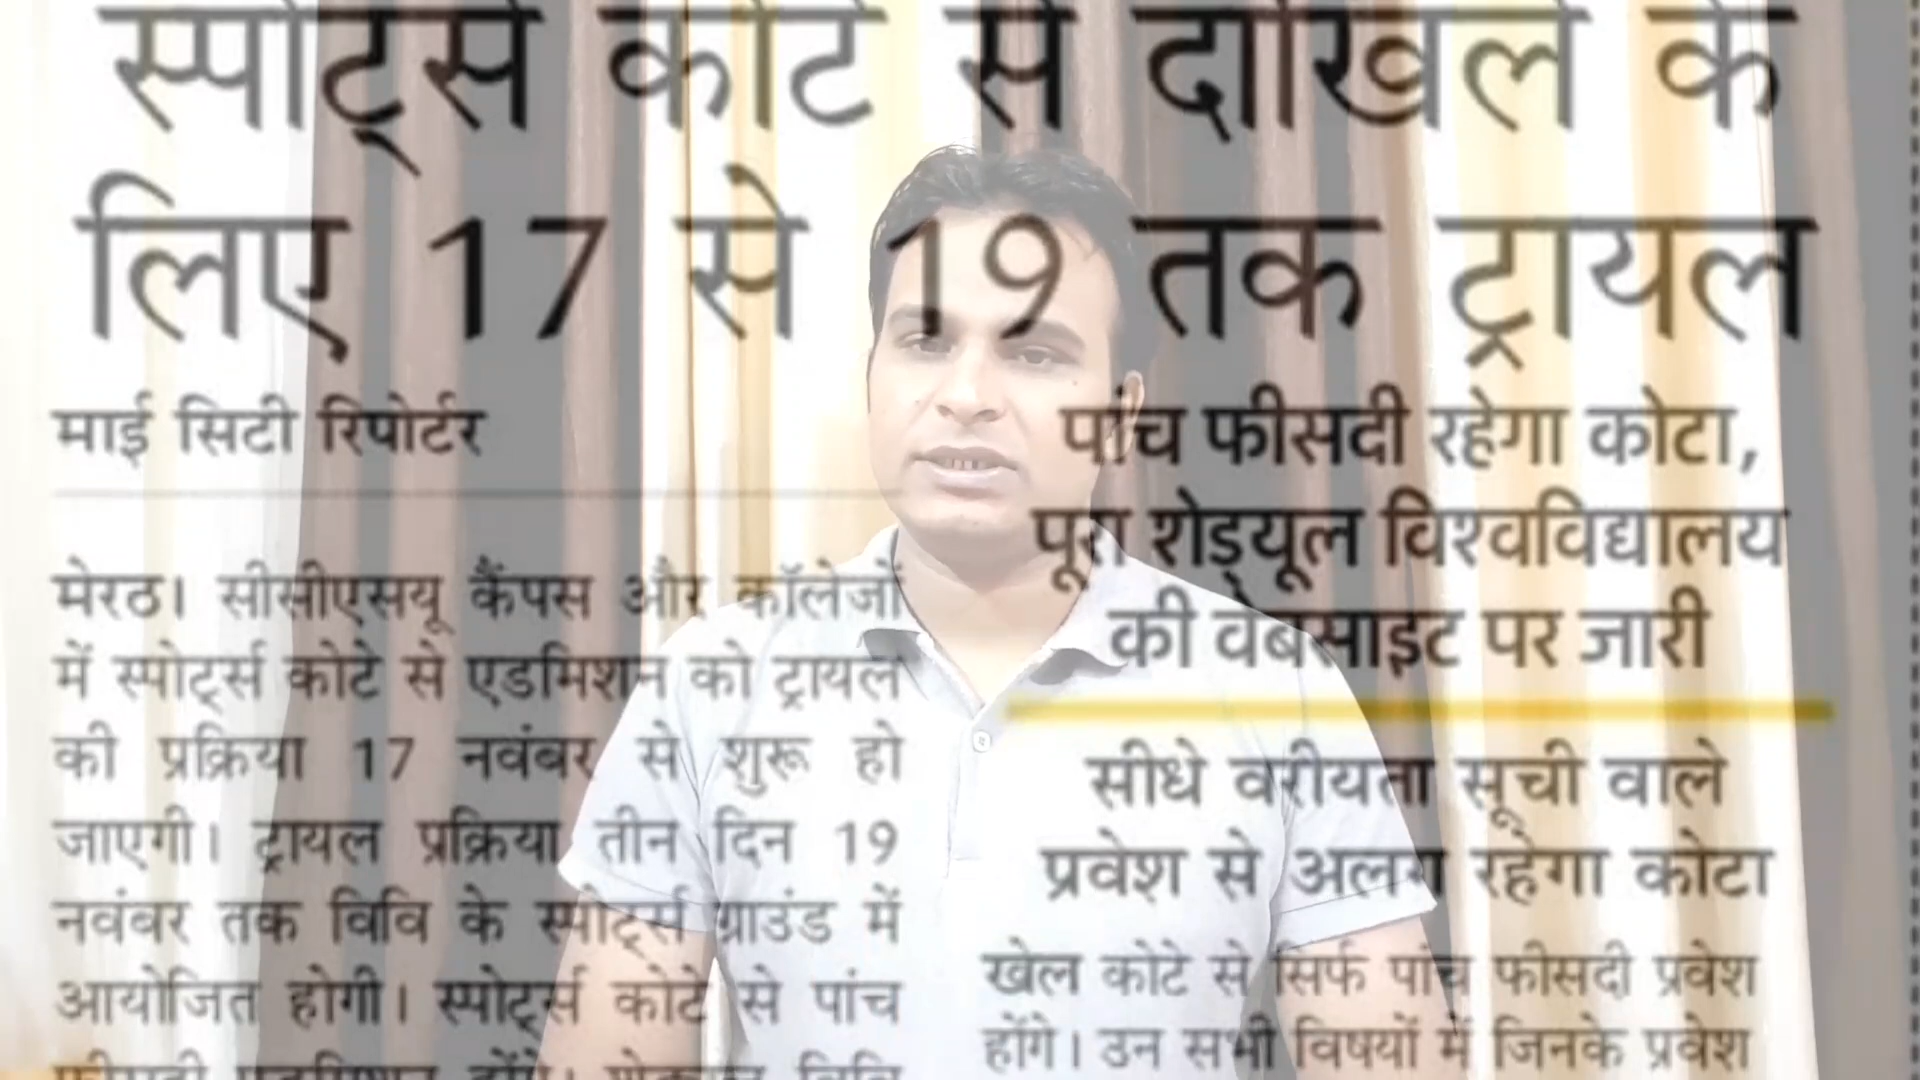 स्पोर्ट्स कोटे से दाखिले के
लिए 17 से 19 तक ट्रायल
माई सिटी रिपोर्टर
मेरठ। सीसीएसयू कैंपस और कॉलेजों
में स्पोर्ट्स कोटे से एडमिशन को ट्रायल
की प्रक्रिया 17 नवंबर से शुरू हो
जाएगी। ट्रायल प्रक्रिया तीन दिन 19
नवंबर तक विवि के स्पोर्ट्स ग्राउंड में
आयोजित होगी। स्पोर्ट्स कोटे से पांच
पांच फीसदी रहेगा कोटा,
पूरा शेड्यूल विश्वविद्यालय
की वेबसाइट पर जारी
सीधे वरीयता सूची वाले
प्रवेश से अलग रहेगा कोटा
खेल कोटे से सिर्फ पांच फीसदी प्रवेश
होंगे। उन सभी विषयों में जिनके प्रवेश